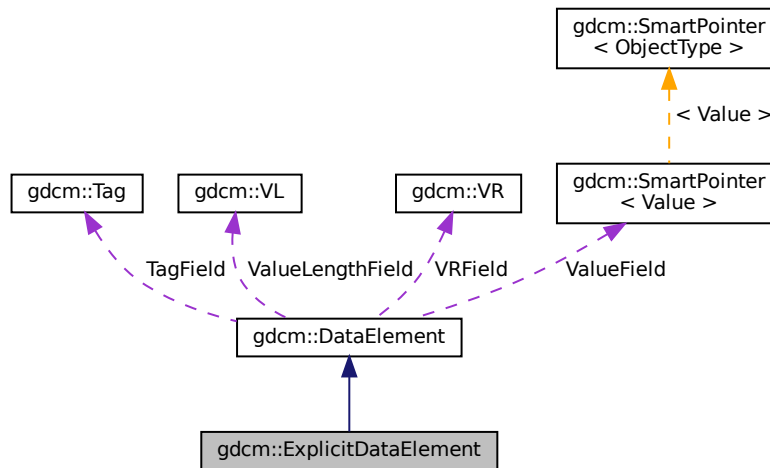 gdcm::SmartPointer
< ObjectType >
< Value >
gdcm::Tag
gdcm::VL
gdcm::VR
gdcm::SmartPointer
< Value >
TagField
ValueLengthField
VRField
ValueField
gdcm::DataElement
gdcm::ExplicitDataElement